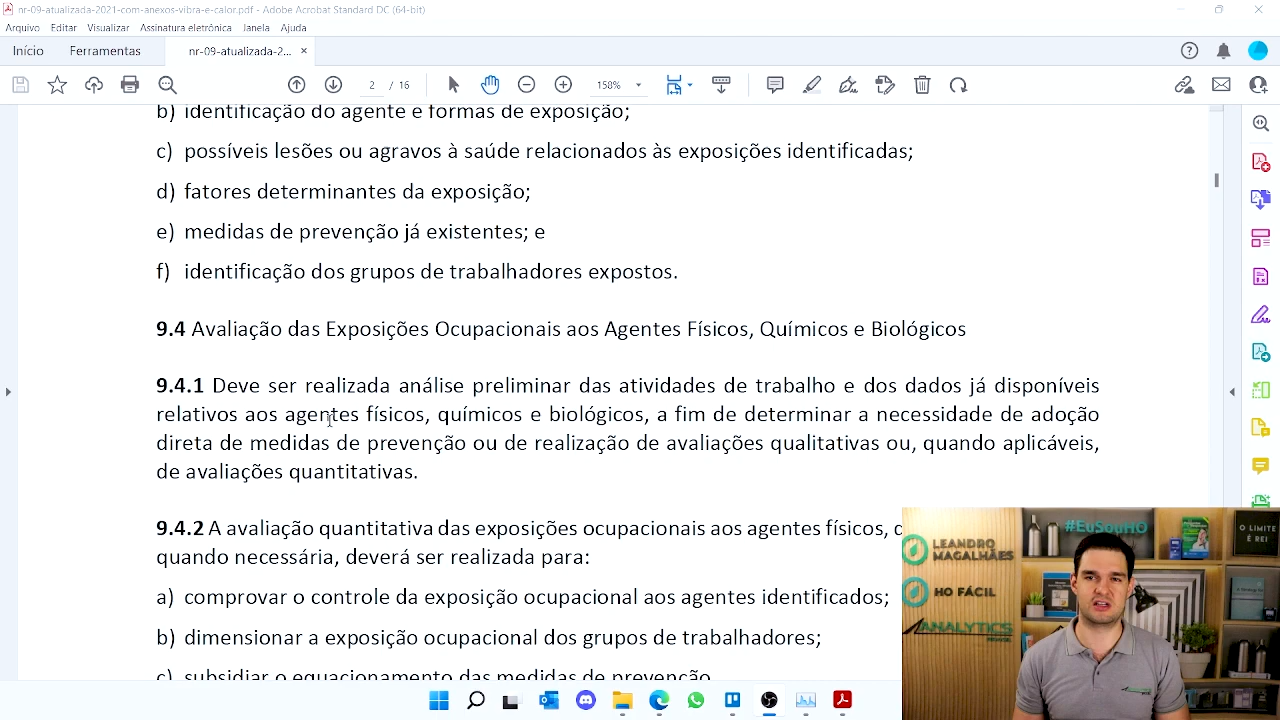 nr-09-atualizada-2021-com-anexos-vibra-e-calor.pdf - Adobe Acrobat Standard DC (64-bit)
Arquivo Editar Visualizar Assinatura eletrônica Janela Ajuda
Início Ferramentas nr-09-atualizada-2... ×
2 / 16 158%
b) identificação do agente e formas de exposição;
c) possíveis lesões ou agravos à saúde relacionados às exposições identificadas;
d) fatores determinantes da exposição;
e) medidas de prevenção já existentes; e
f) identificação dos grupos de trabalhadores expostos.
9.4 Avaliação das Exposições Ocupacionais aos Agentes Físicos, Químicos e Biológicos
9.4.1 Deve ser realizada análise preliminar das atividades de trabalho e dos dados já disponíveis
relativos aos agentes físicos, químicos e biológicos, a fim de determinar a necessidade de adoção
direta de medidas de prevenção ou de realização de avaliações qualitativas ou, quando aplicáveis,
de avaliações quantitativas.
9.4.2 A avaliação quantitativa das exposições ocupacionais aos agentes físicos,
quando necessária, deverá ser realizada para:
a) comprovar o controle da exposição ocupacional aos agentes identificados;
b) dimensionar a exposição ocupacional dos grupos de trabalhadores;
c) subsidiar o equacionamento das medidas de prevenção
#EuSouHO
LEANDRO
MAGALHÃES
HO FÁCIL
ANALYTICS
O LIMITE
É REI